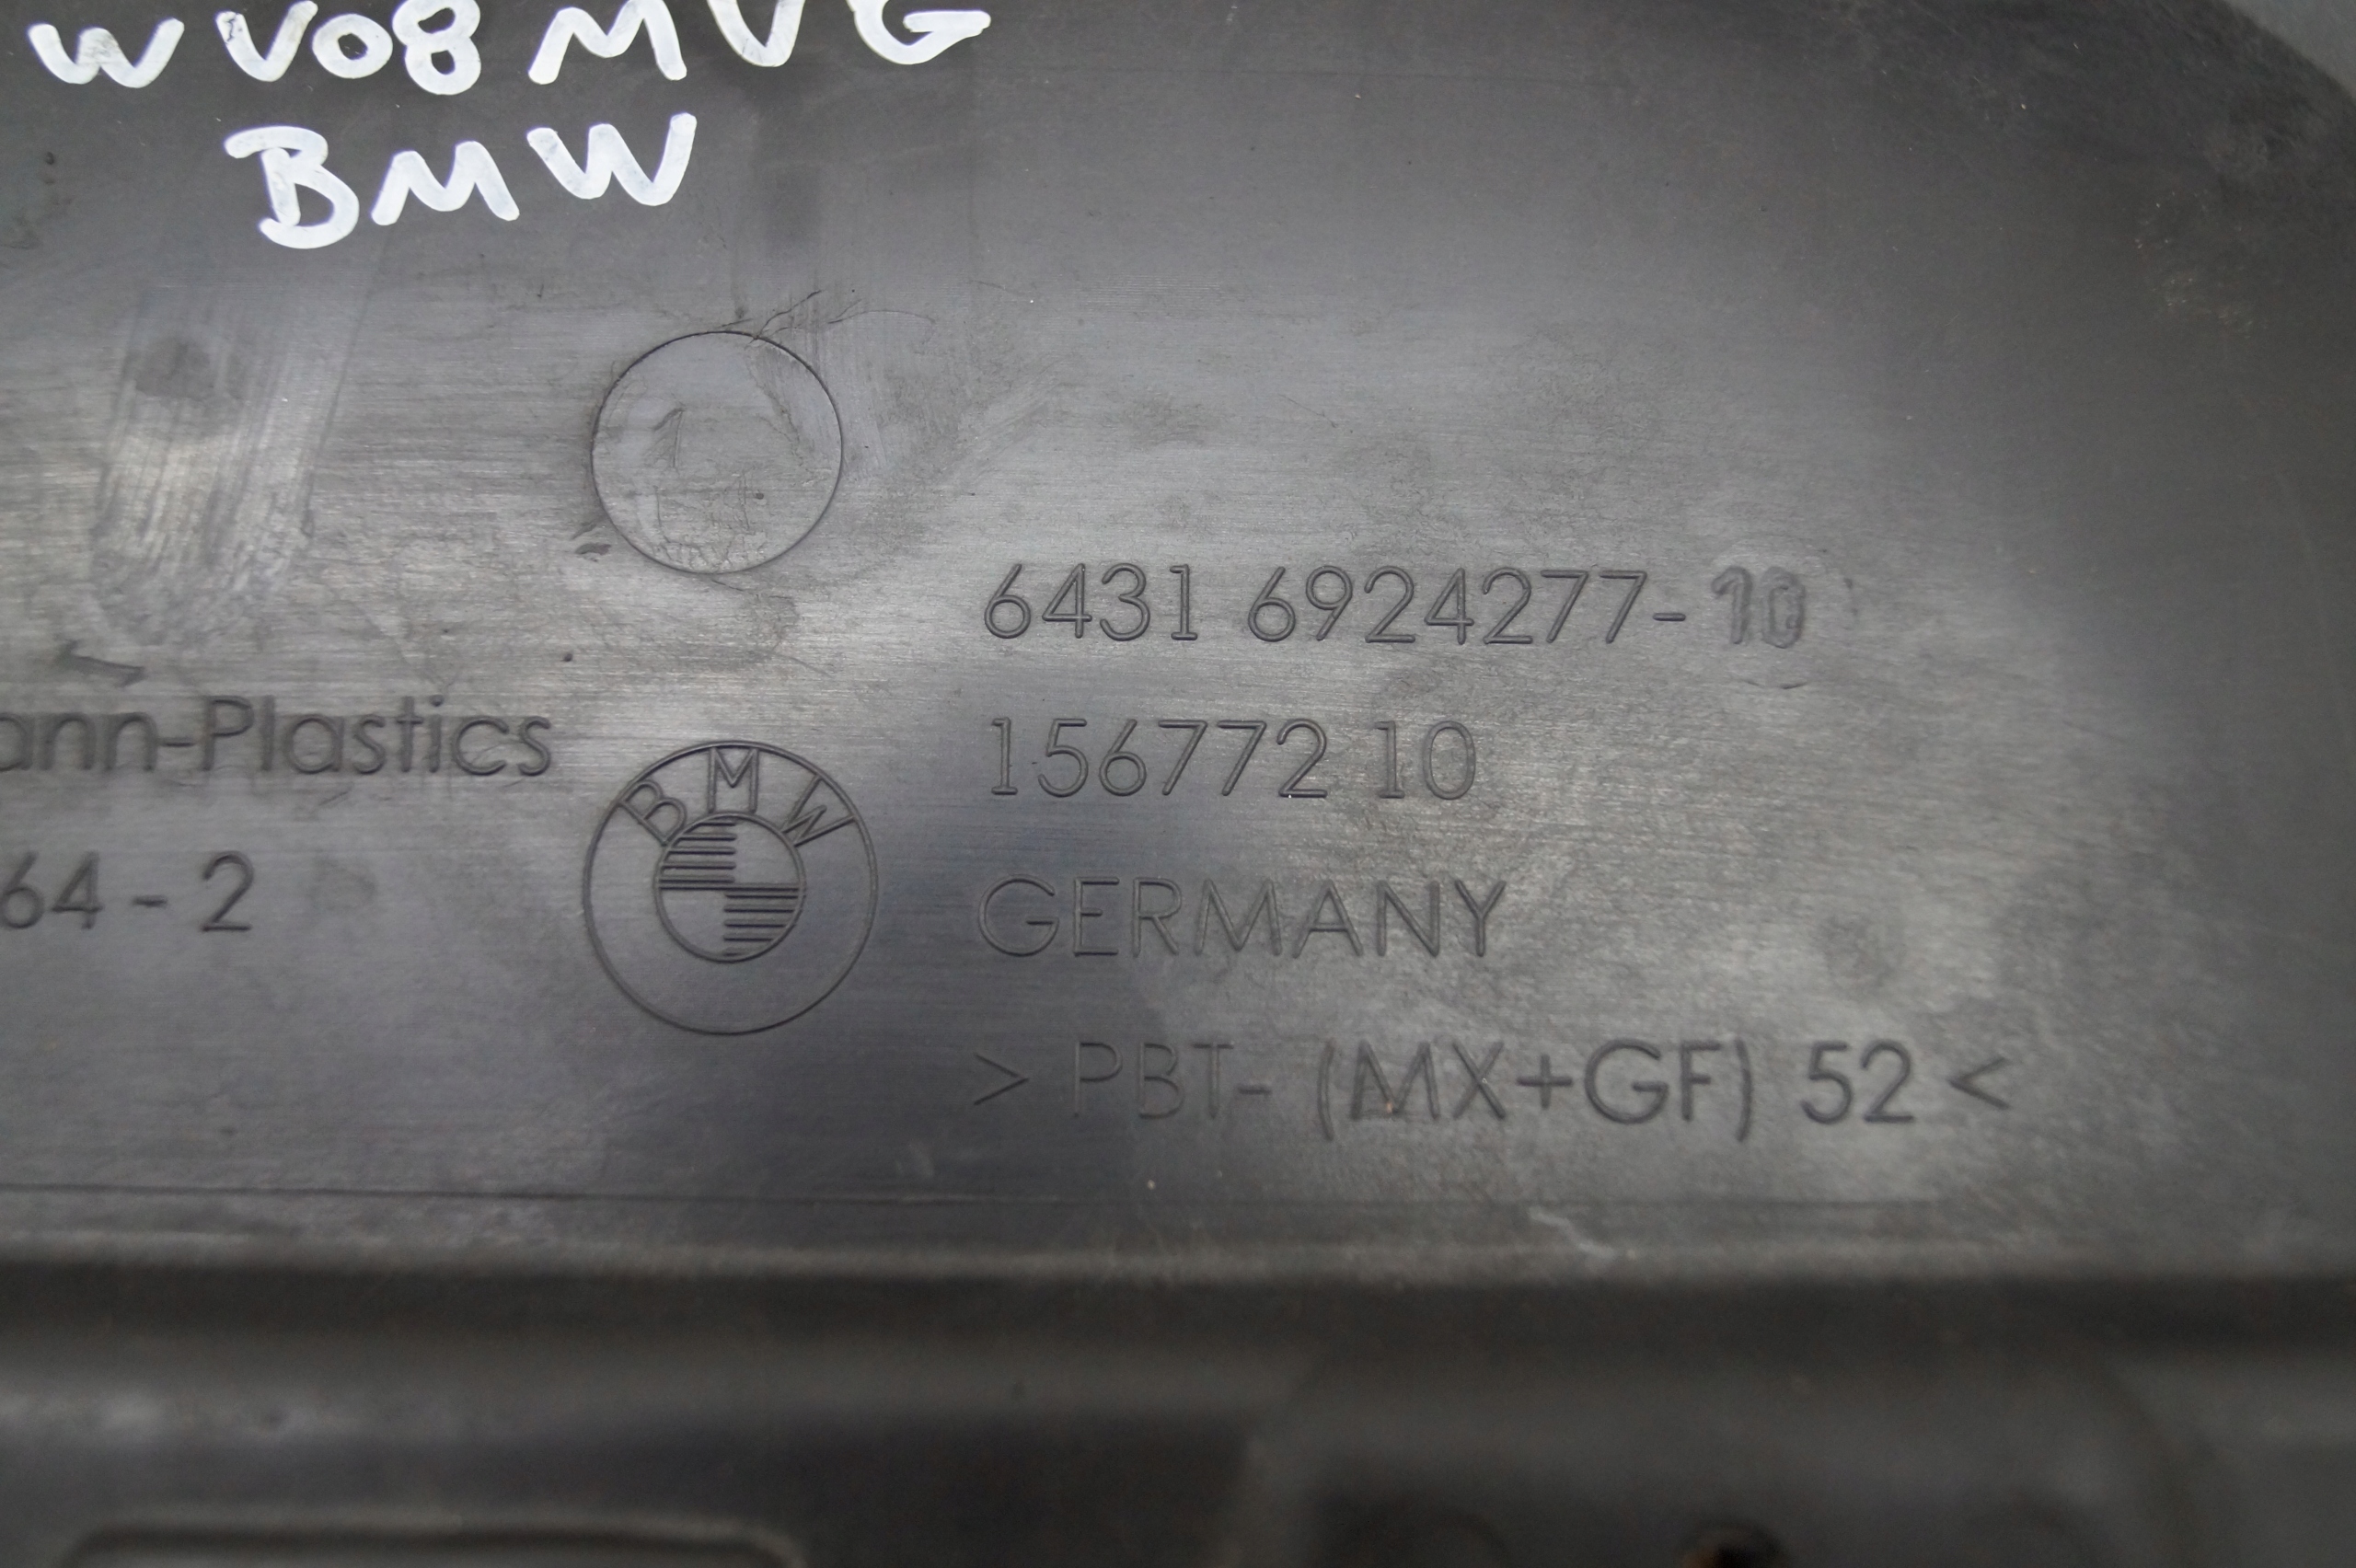 WV08 MVG
BMW
6431 6924277-10
ann-Plastics
156772 10
BMW
64 - 2
GERMANY
> PBT- (MX+GF) 52 <